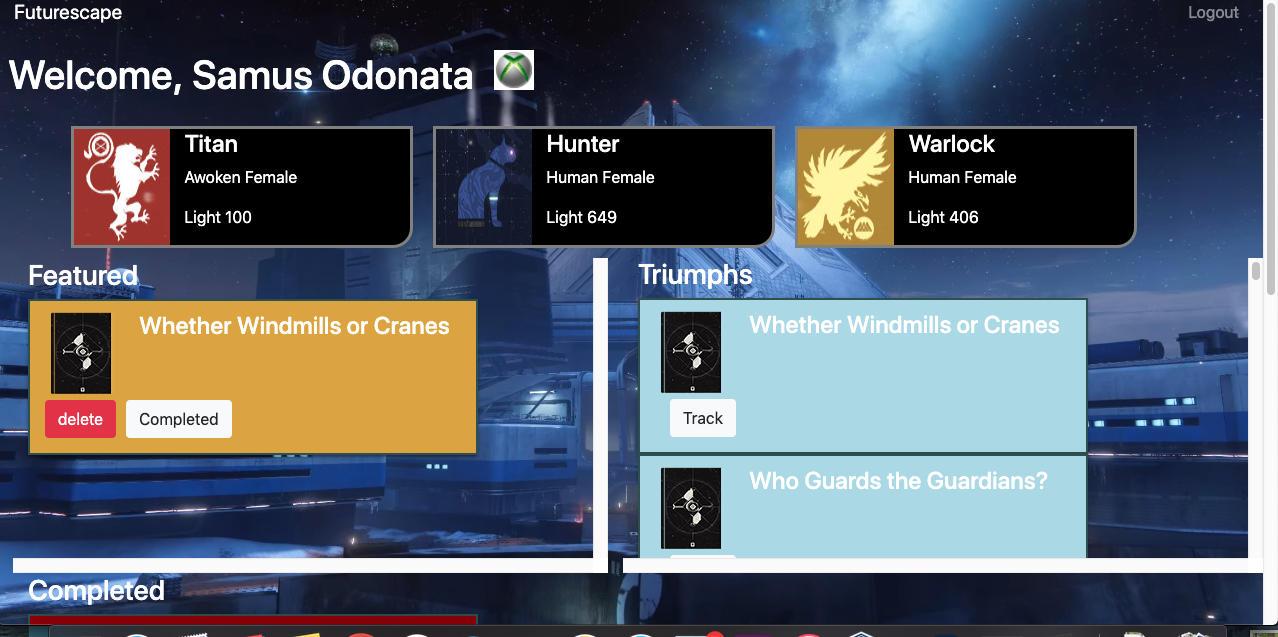 Futurescape
Logout
Welcome, Samus Odonata
Titan
Awoken Female
Light 100
Hunter
Human Female
Light 649
Warlock
Human Female
Light 406
Featured
Whether Windmills or Cranes
delete
Completed
Triumphs
Whether Windmills or Cranes
Track
Who Guards the Guardians?
Completed